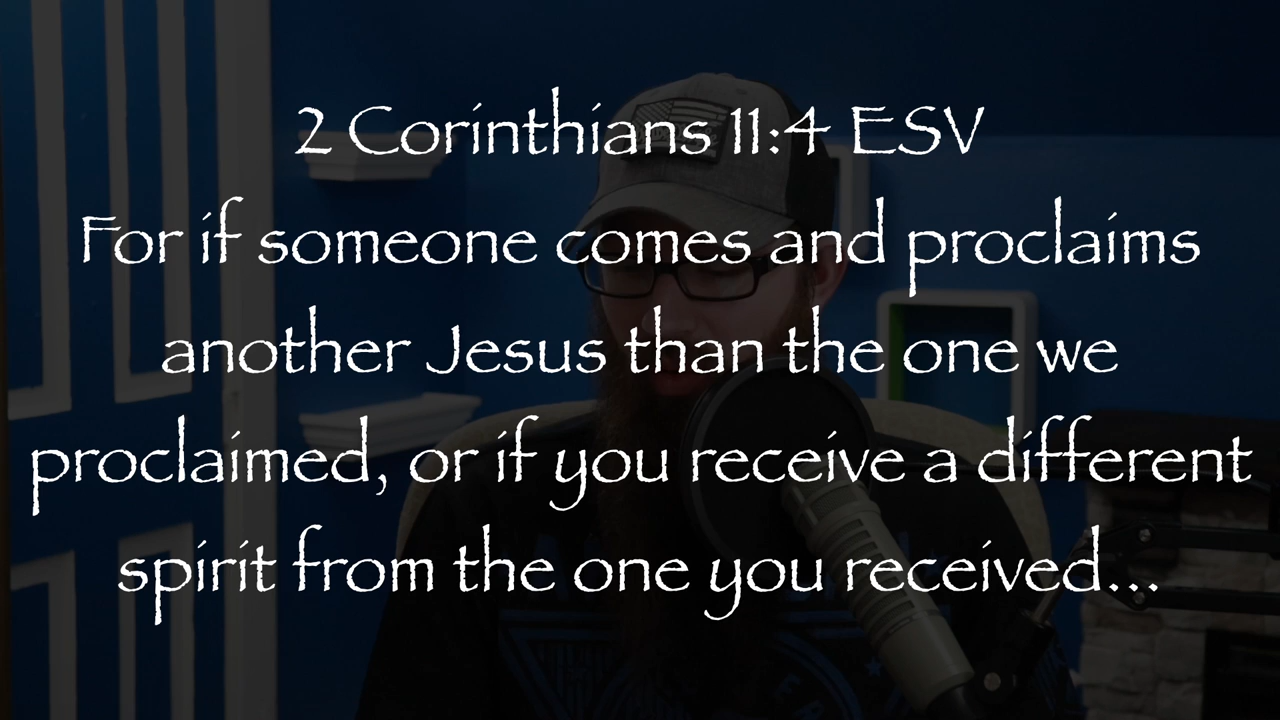 2 Corinthians 11:4 ESV
For if someone comes and proclaims
another Jesus than the one we
proclaimed, or if you receive a different
spirit from the one you received...